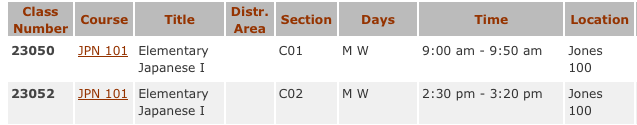 Class Number Course Title Distr. Area Section Days Time Location
23050 JPN 101 Elementary Japanese I C01 M W 9:00 am - 9:50 am Jones 100
23052 JPN 101 Elementary Japanese I C02 M W 2:30 pm - 3:20 pm Jones 100